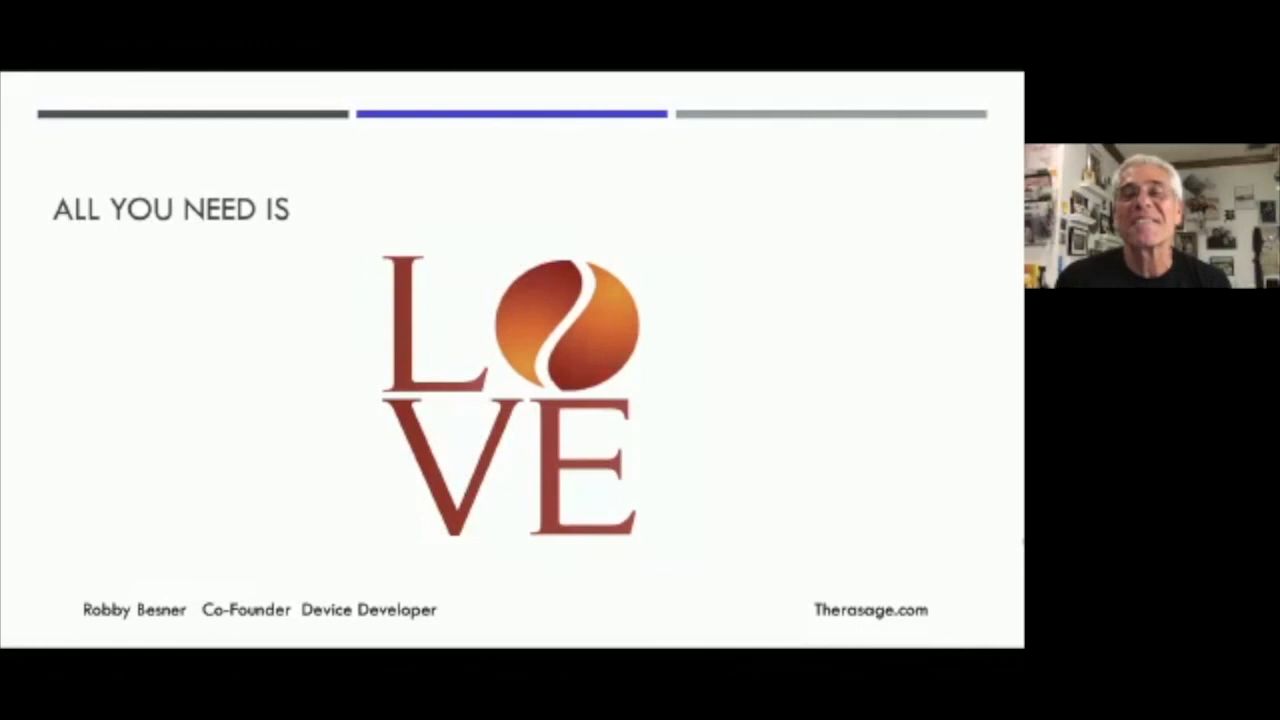 ALL YOU NEED IS
LOVE
Robby Besner Co-Founder Device Developer
Therasage.com